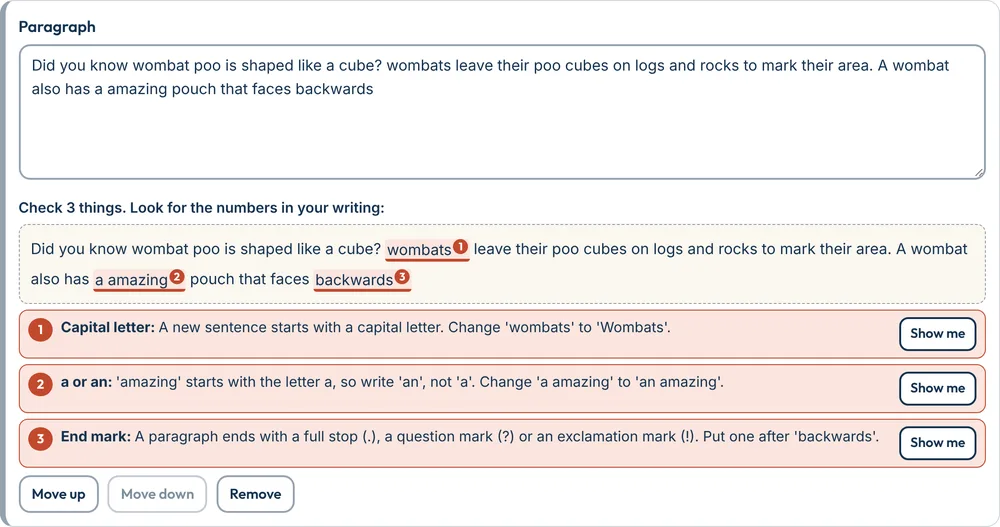 Paragraph
Did you know wombat poo is shaped like a cube? wombats leave their poo cubes on logs and rocks to mark their area. A wombat
also has a amazing pouch that faces backwards
Check 3 things. Look for the numbers in your writing:
Did you know wombat poo is shaped like a cube? wombats 1 leave their poo cubes on logs and rocks to mark their area. A wombat
also has a amazing 2 pouch that faces backwards 3
1 Capital letter: A new sentence starts with a capital letter. Change 'wombats' to 'Wombats'. Show me
2 a or an: 'amazing' starts with the letter a, so write 'an', not 'a'. Change 'a amazing' to 'an amazing'. Show me
3 End mark: A paragraph ends with a full stop (.), a question mark (?) or an exclamation mark (!). Put one after 'backwards'. Show me
Move up Move down Remove